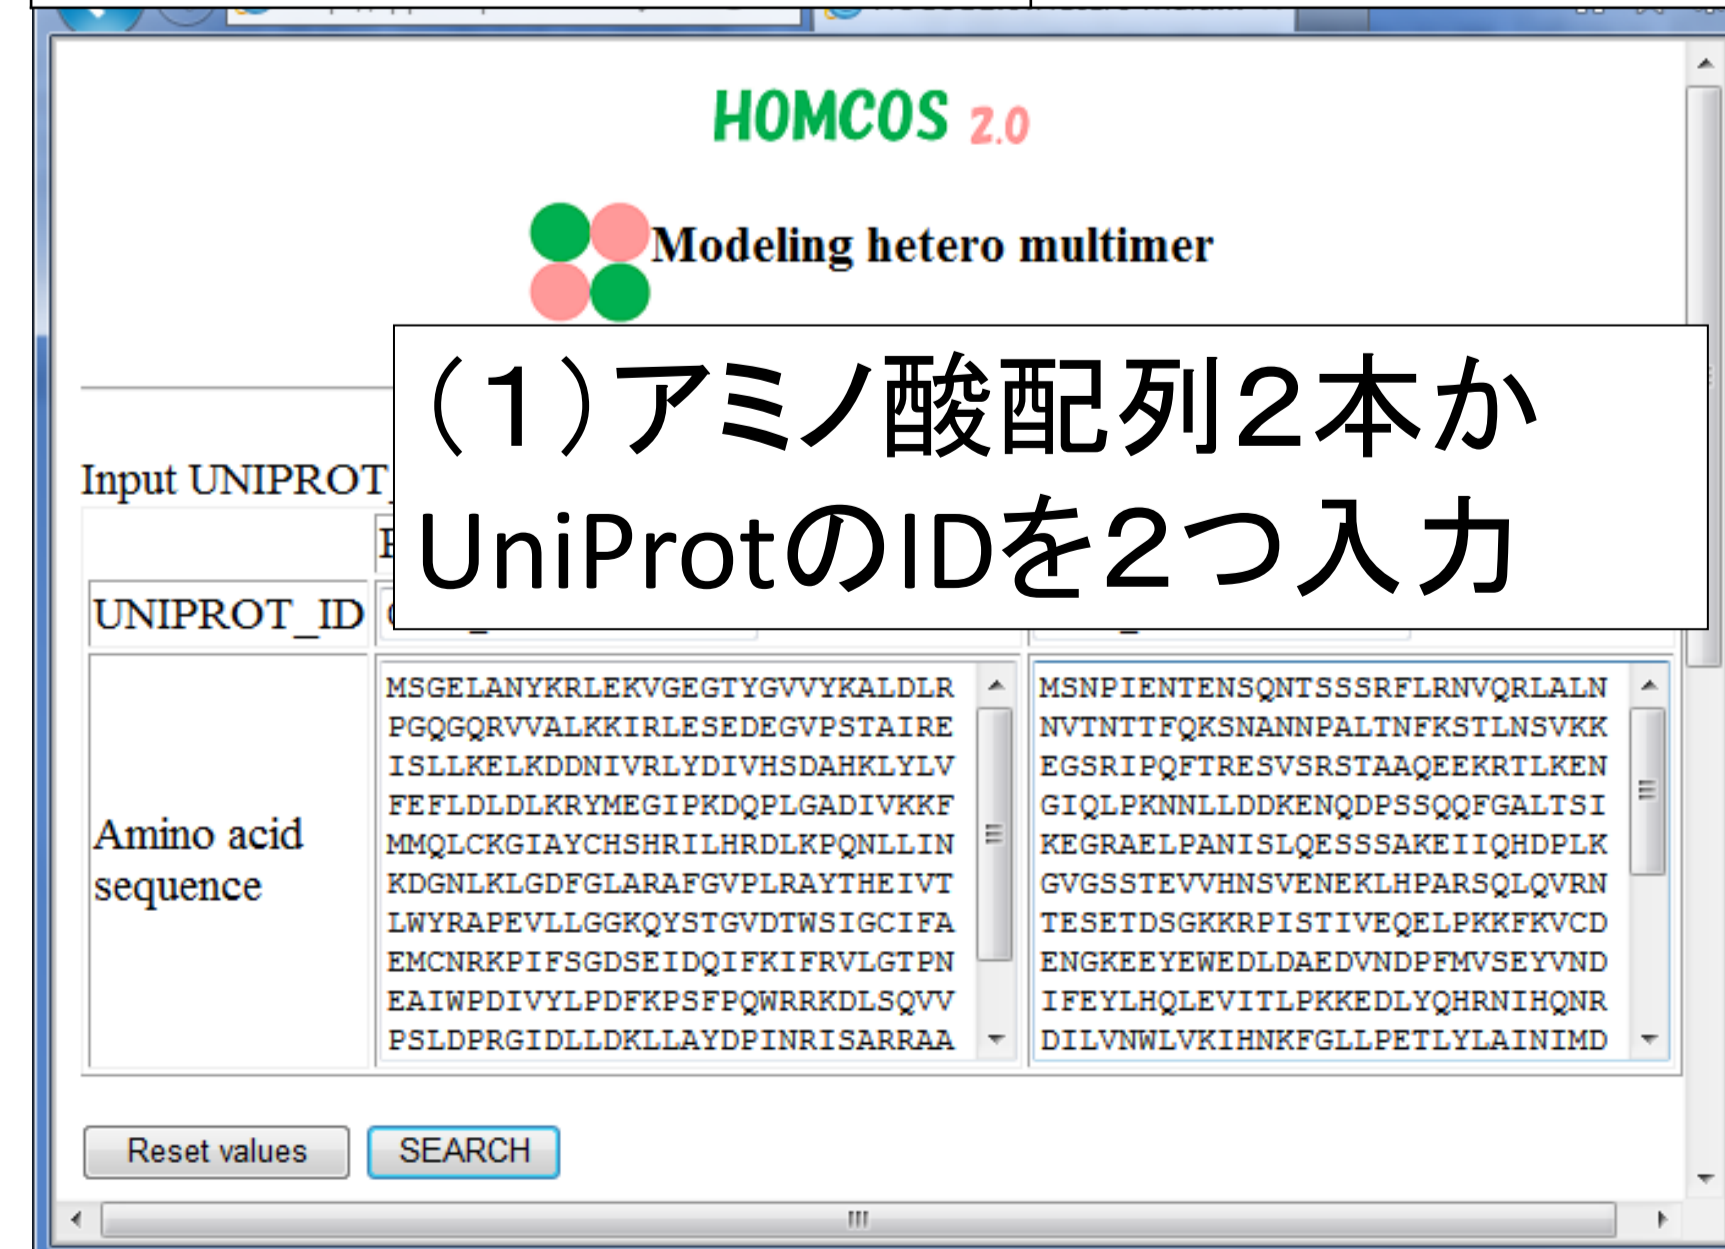 HOMCOS 2.0
Modeling hetero multimer
(１)アミノ酸配列２本か
UniProtのIDを２つ入力
Input UNIPROT
UNIPROT_ID
Amino acid
sequence
MSGELANYKRLEKVGEGTYGVVYKALDLR
PGQGQRVVALKKIRLESEDEGVPSTAIRE
ISLLKELKDDNIVRLYDIVHSDAHKLYLV
FEFLDLDLKRYMEGIPKDQPLGADIVKKF
MMQLCKGIAYCHSHRILHRDLKPQNLLIN
KDGNLKLGDFGLARAFGVPLRAYTHEIVT
LWYRAPEVLLGGKQYSTGVDTWSIGCIFA
EMCNRKPIFSGDSEIDQIFKIFRVLGTPN
EAIWPDIVYLPDFKPSFPQWRRKDLSQVV
PSLDPRGIDLLDKLLAYDPINRISARRAA
MSNPIENTENSQNTSSSRFLRNVQRLALN
NVTNTTFQKSNANNPALTNFKSTLNSVKK
EGSRIPQFTRESVSRSTAAQEEKRTLKEN
GIQLPKNNLLDDKENQDPSSQQFGALTSI
KEGRAELPANISLQESSSAKEIIQHDPLK
GVGSSTEVVHNSVENEKLHPARSQLQVRN
TESETDSGKKRPISTIVEQELPKKFKVCD
ENGKEEYEWEDLDAEDVNDPFMVSEYVND
IFEYLHQLEVITLPKKEDLYQHRNIHQNR
DILVNWLVKIHNKFGLLPETLYLAINIMD
Reset values
SEARCH